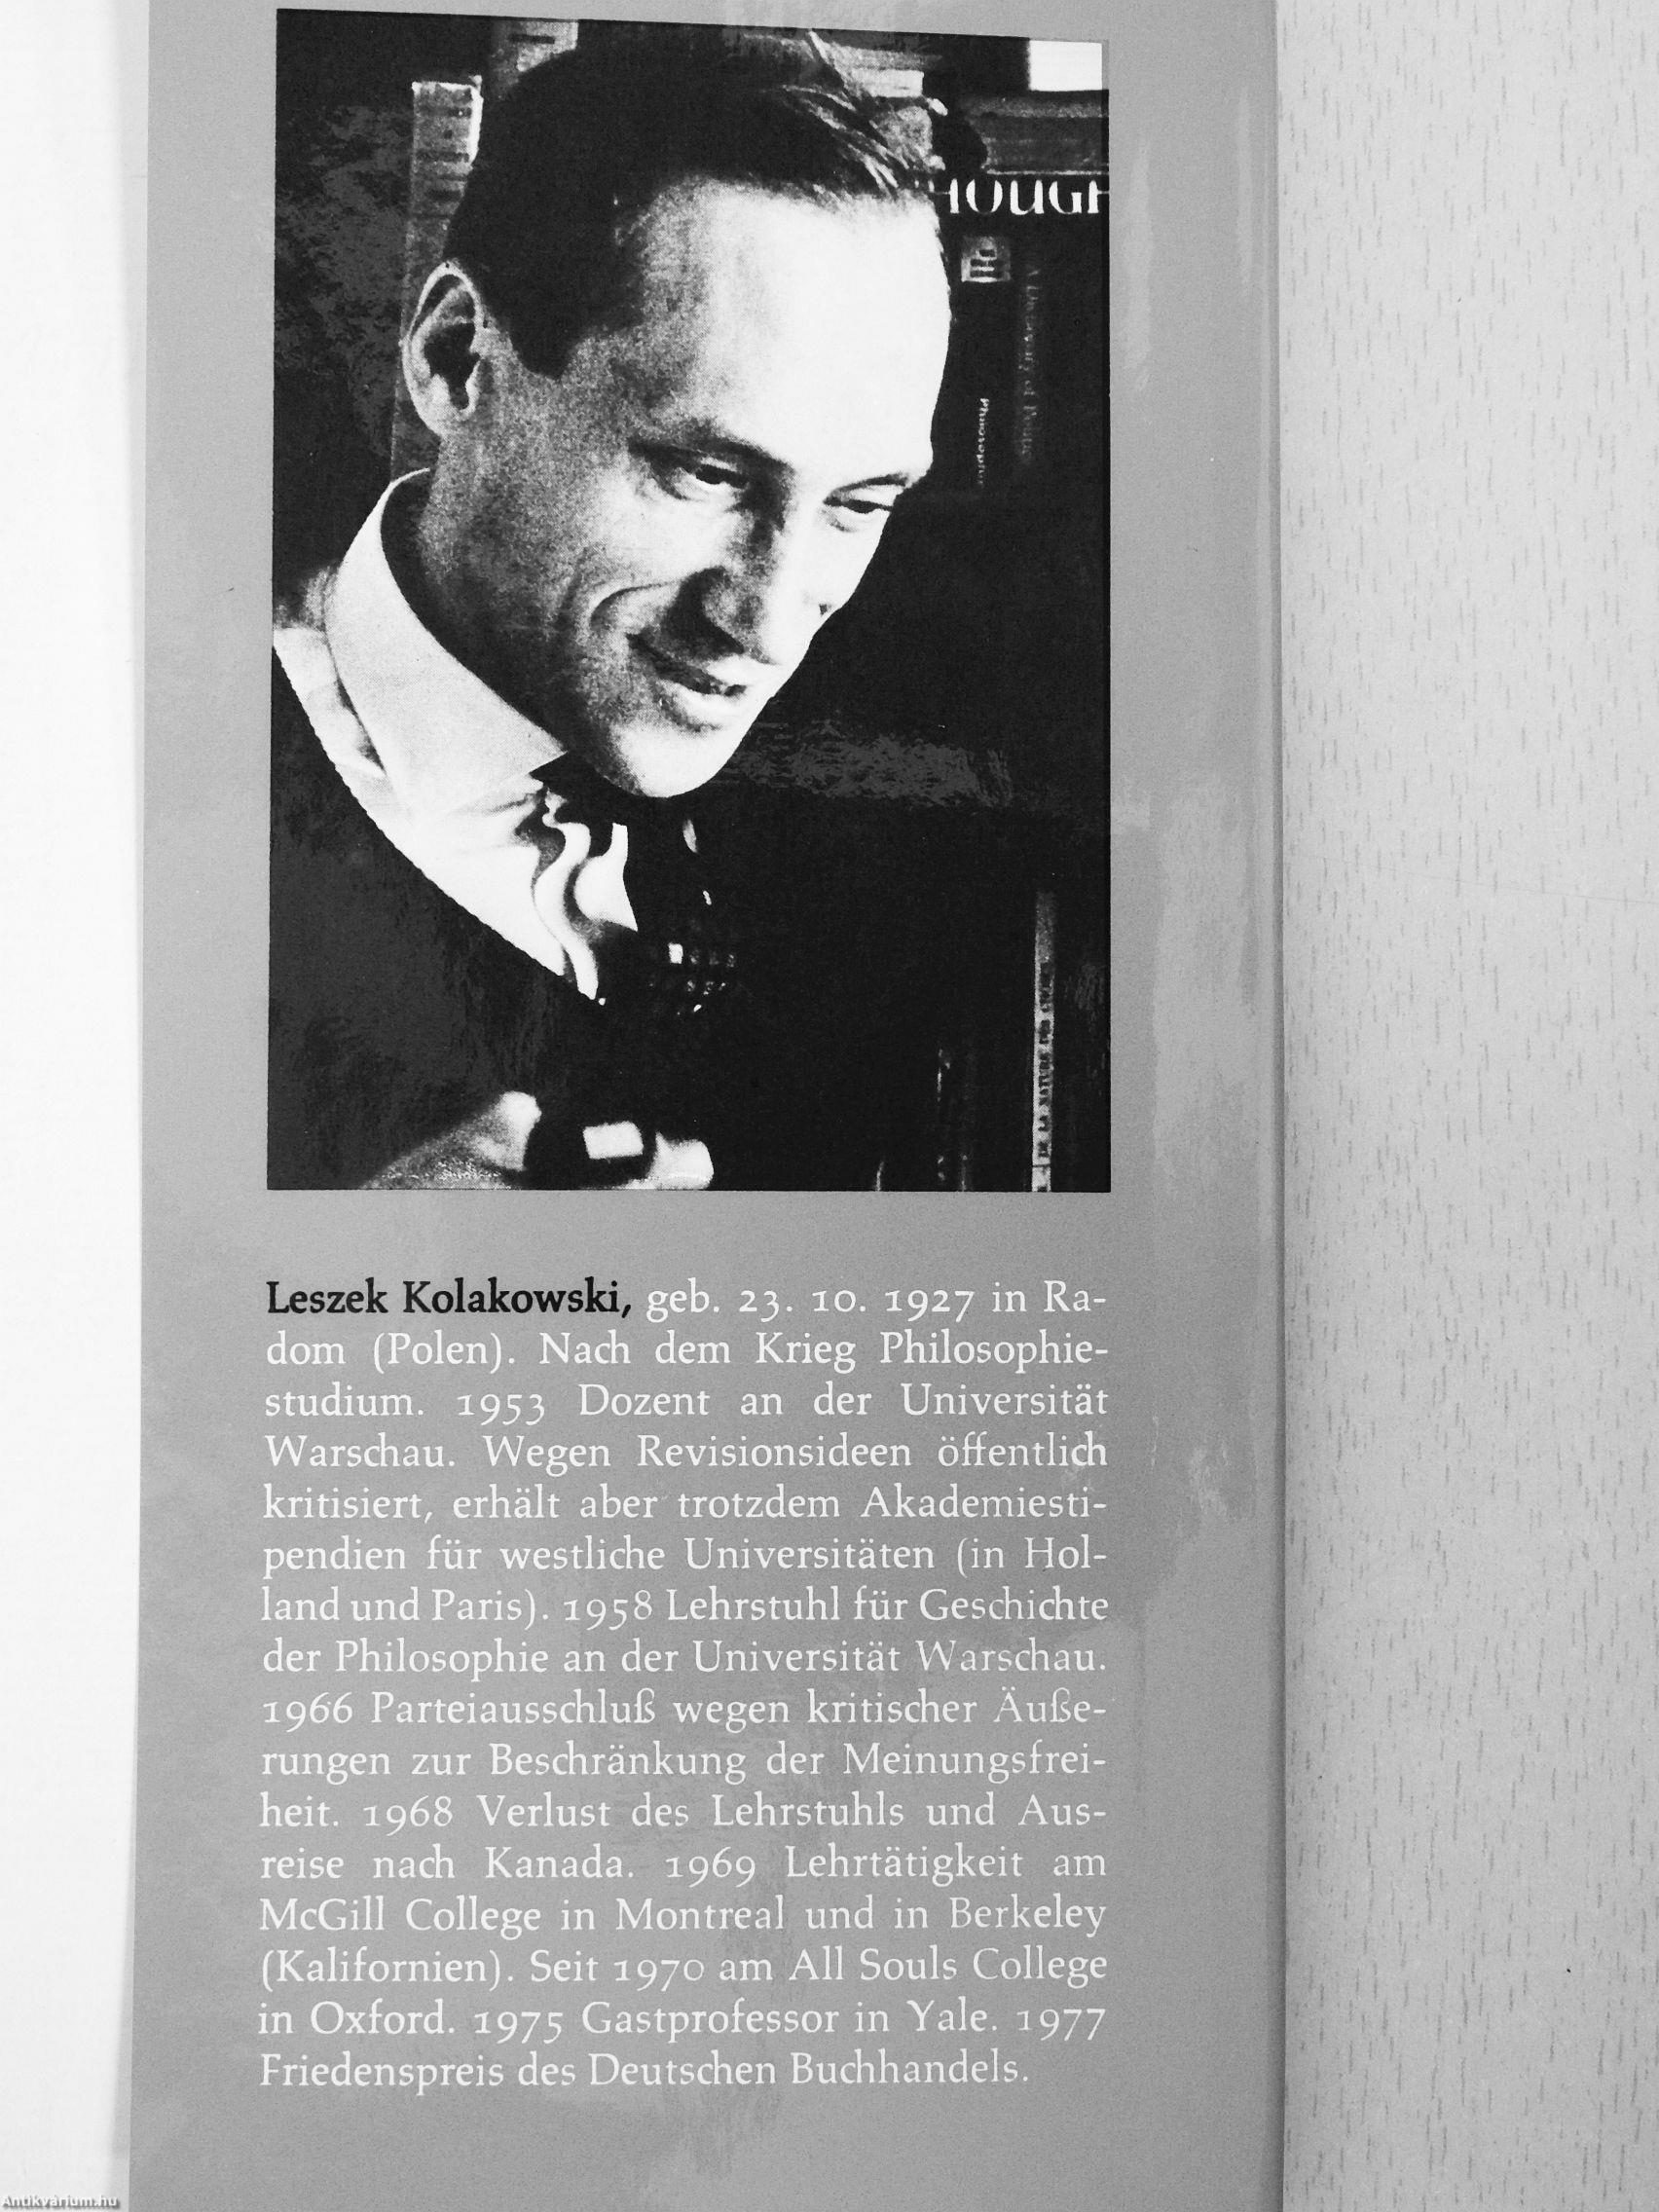 HOUGH
Leszek Kolakowski, geb. 23. 10. 1927 in Ra-
dom (Polen). Nach dem Krieg Philosophie-
studium. 1953 Dozent an der Universität
Warschau. Wegen Revisionsideen öffentlich
kritisiert, erhält aber trotzdem Akademiesti-
pendien für westliche Universitäten (in Hol-
land und Paris). 1958 Lehrstuhl für Geschichte
der Philosophie an der Universität Warschau.
1966 Parteiausschluß wegen kritischer Äuße-
rungen zur Beschränkung der Meinungsfrei-
heit. 1968 Verlust des Lehrstuhls und Aus-
reise nach Kanada. 1969 Lehrtätigkeit am
McGill College in Montreal und in Berkeley
(Kalifornien). Seit 1970 am All Souls College
in Oxford. 1975 Gastprofessor in Yale. 1977
Friedenspreis des Deutschen Buchhandels.
Antikvárium.hu